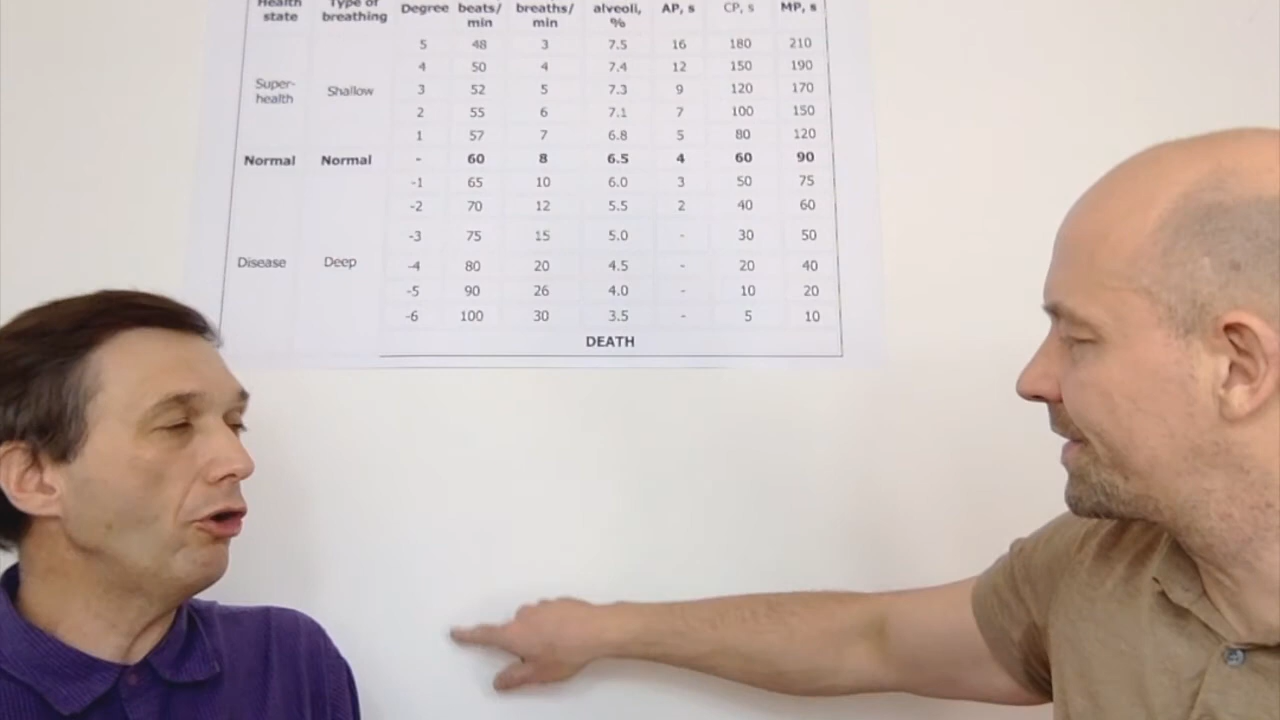 Health state Type of breathing Degree beats/ min breaths/ min alveoli, % AP, s CP, s MP, s
5 48 3 7.5 16 180 210
4 50 4 7.4 12 150 190
Super- health Shallow 3 52 5 7.3 9 120 170
2 55 6 7.1 7 100 150
1 57 7 6.8 5 80 120
Normal Normal - 60 8 6.5 4 60 90
-1 65 10 6.0 3 50 75
-2 70 12 5.5 2 40 60
-3 75 15 5.0 - 30 50
Disease Deep -4 80 20 4.5 - 20 40
-5 90 26 4.0 - 10 20
-6 100 30 3.5 - 5 10
DEATH